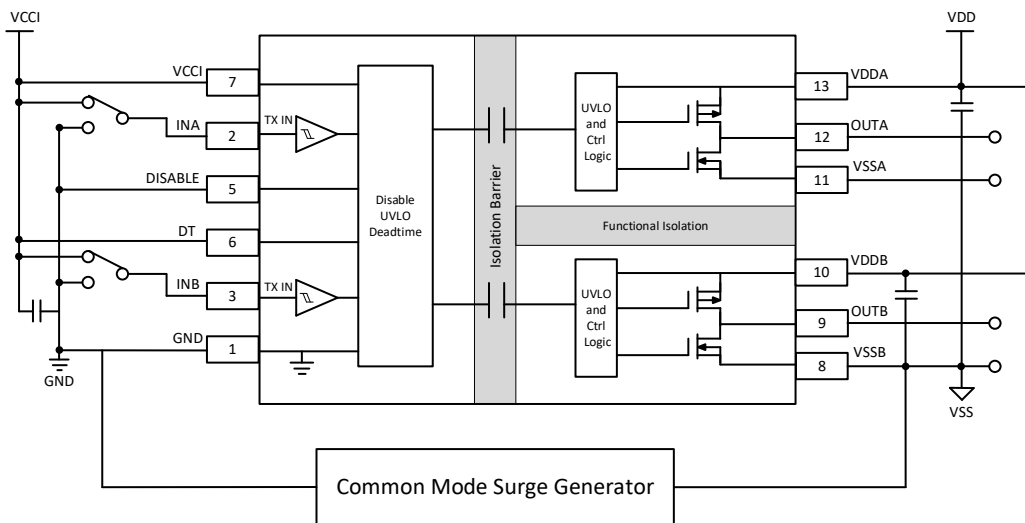 VCCI
VDD
VCCI
7
INA
2
TX IN
DISABLE
5
DT
6
INB
3
TX IN
GND
1
GND
Disable
UVLO
Deadtime
Isolation Barrier
Functional Isolation
UVLO
and
Ctrl
Logic
UVLO
and
Ctrl
Logic
13
VDDA
12
OUTA
11
VSSA
10
VDDB
9
OUTB
8
VSSB
VSS
Common Mode Surge Generator